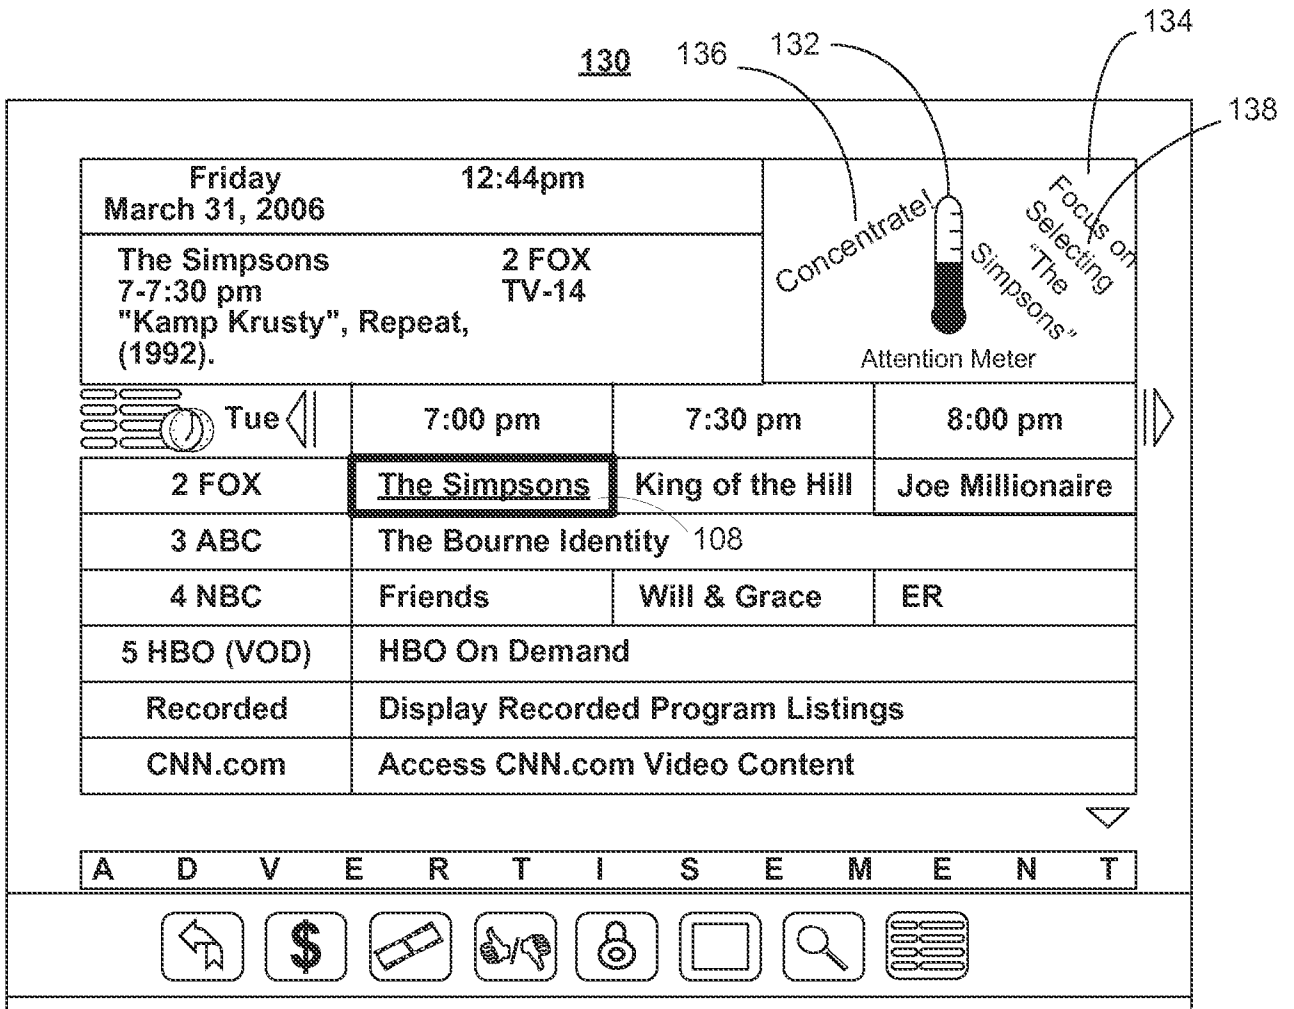 134
130
136
132
138
Friday 12:44pm
March 31, 2006
The Simpsons 2 FOX
7-7:30 pm TV-14
"Kamp Krusty", Repeat,
(1992).
Concentrate!
Focus on
Selecting
"The
Simpsons"
Attention Meter
Tue 7:00 pm 7:30 pm 8:00 pm
2 FOX The Simpsons King of the Hill Joe Millionaire
3 ABC The Bourne Identity 108
4 NBC Friends Will & Grace ER
5 HBO (VOD) HBO On Demand
Recorded Display Recorded Program Listings
CNN.com Access CNN.com Video Content
A D V E R T I S E M E N T
$
/